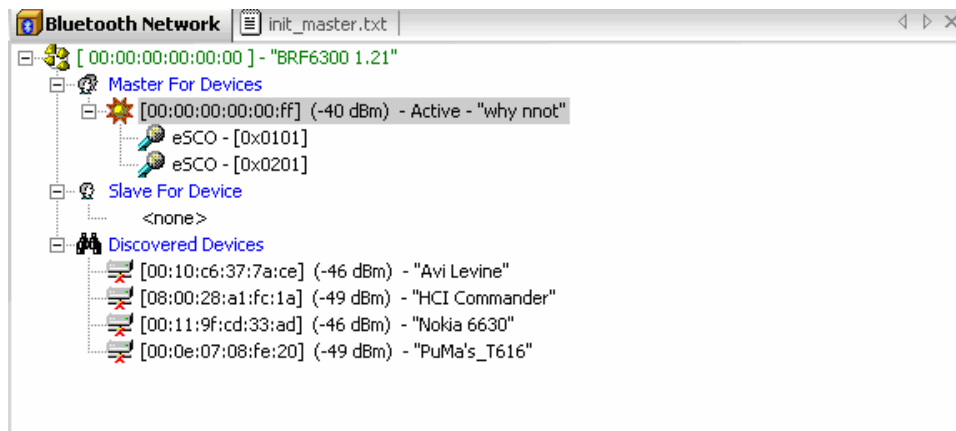 Bluetooth Network init_master.txt
[ 00:00:00:00:00:00 ] - "BRF6300 1.21"
Master For Devices
[00:00:00:00:00:ff] (-40 dBm) - Active - "why nnot"
eSCO - [0x0101]
eSCO - [0x0201]
Slave For Device
<none>
Discovered Devices
[00:10:c6:37:7a:ce] (-46 dBm) - "Avi Levine"
[08:00:28:a1:fc:1a] (-49 dBm) - "HCI Commander"
[00:11:9f:cd:33:ad] (-46 dBm) - "Nokia 6630"
[00:0e:07:08:fe:20] (-49 dBm) - "PuMa's_T616"